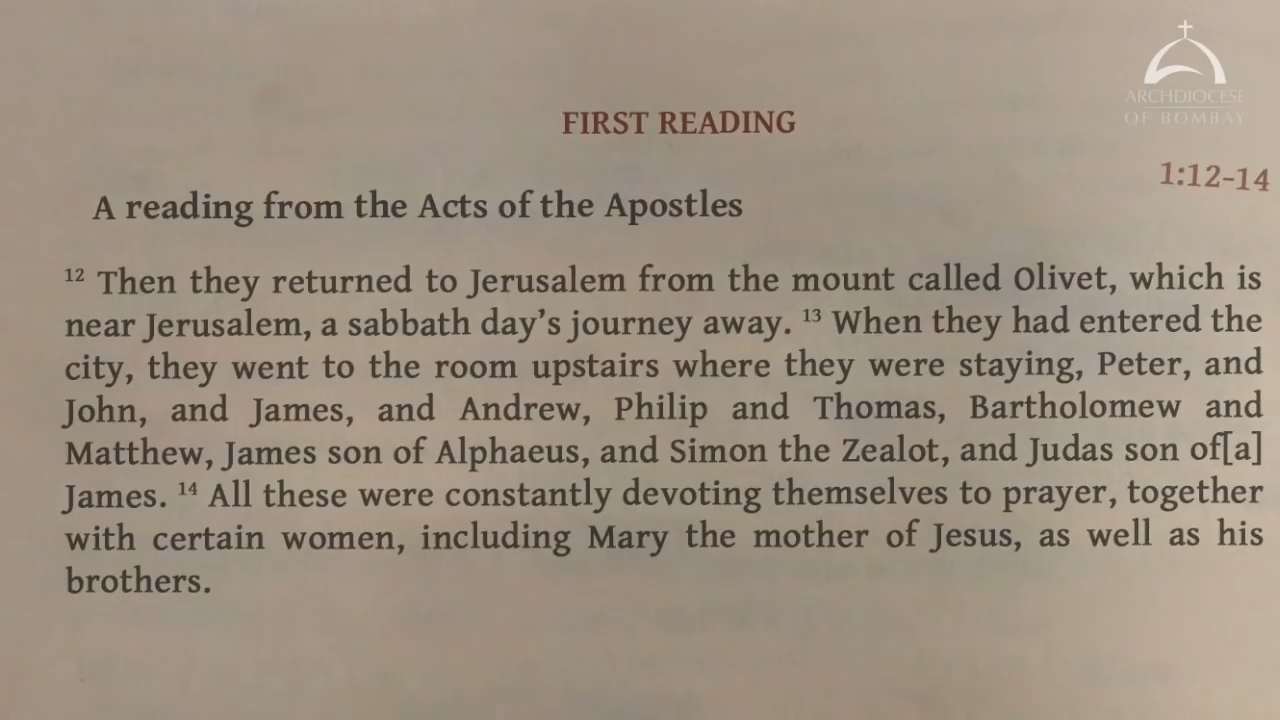 ARCHDIOCESE
OF BOMBAY
FIRST READING
1:12-14
A reading from the Acts of the Apostles
12 Then they returned to Jerusalem from the mount called Olivet, which is
near Jerusalem, a sabbath day’s journey away. 13 When they had entered the
city, they went to the room upstairs where they were staying, Peter, and
John, and James, and Andrew, Philip and Thomas, Bartholomew and
Matthew, James son of Alphaeus, and Simon the Zealot, and Judas son of[a]
James. 14 All these were constantly devoting themselves to prayer, together
with certain women, including Mary the mother of Jesus, as well as his
brothers.